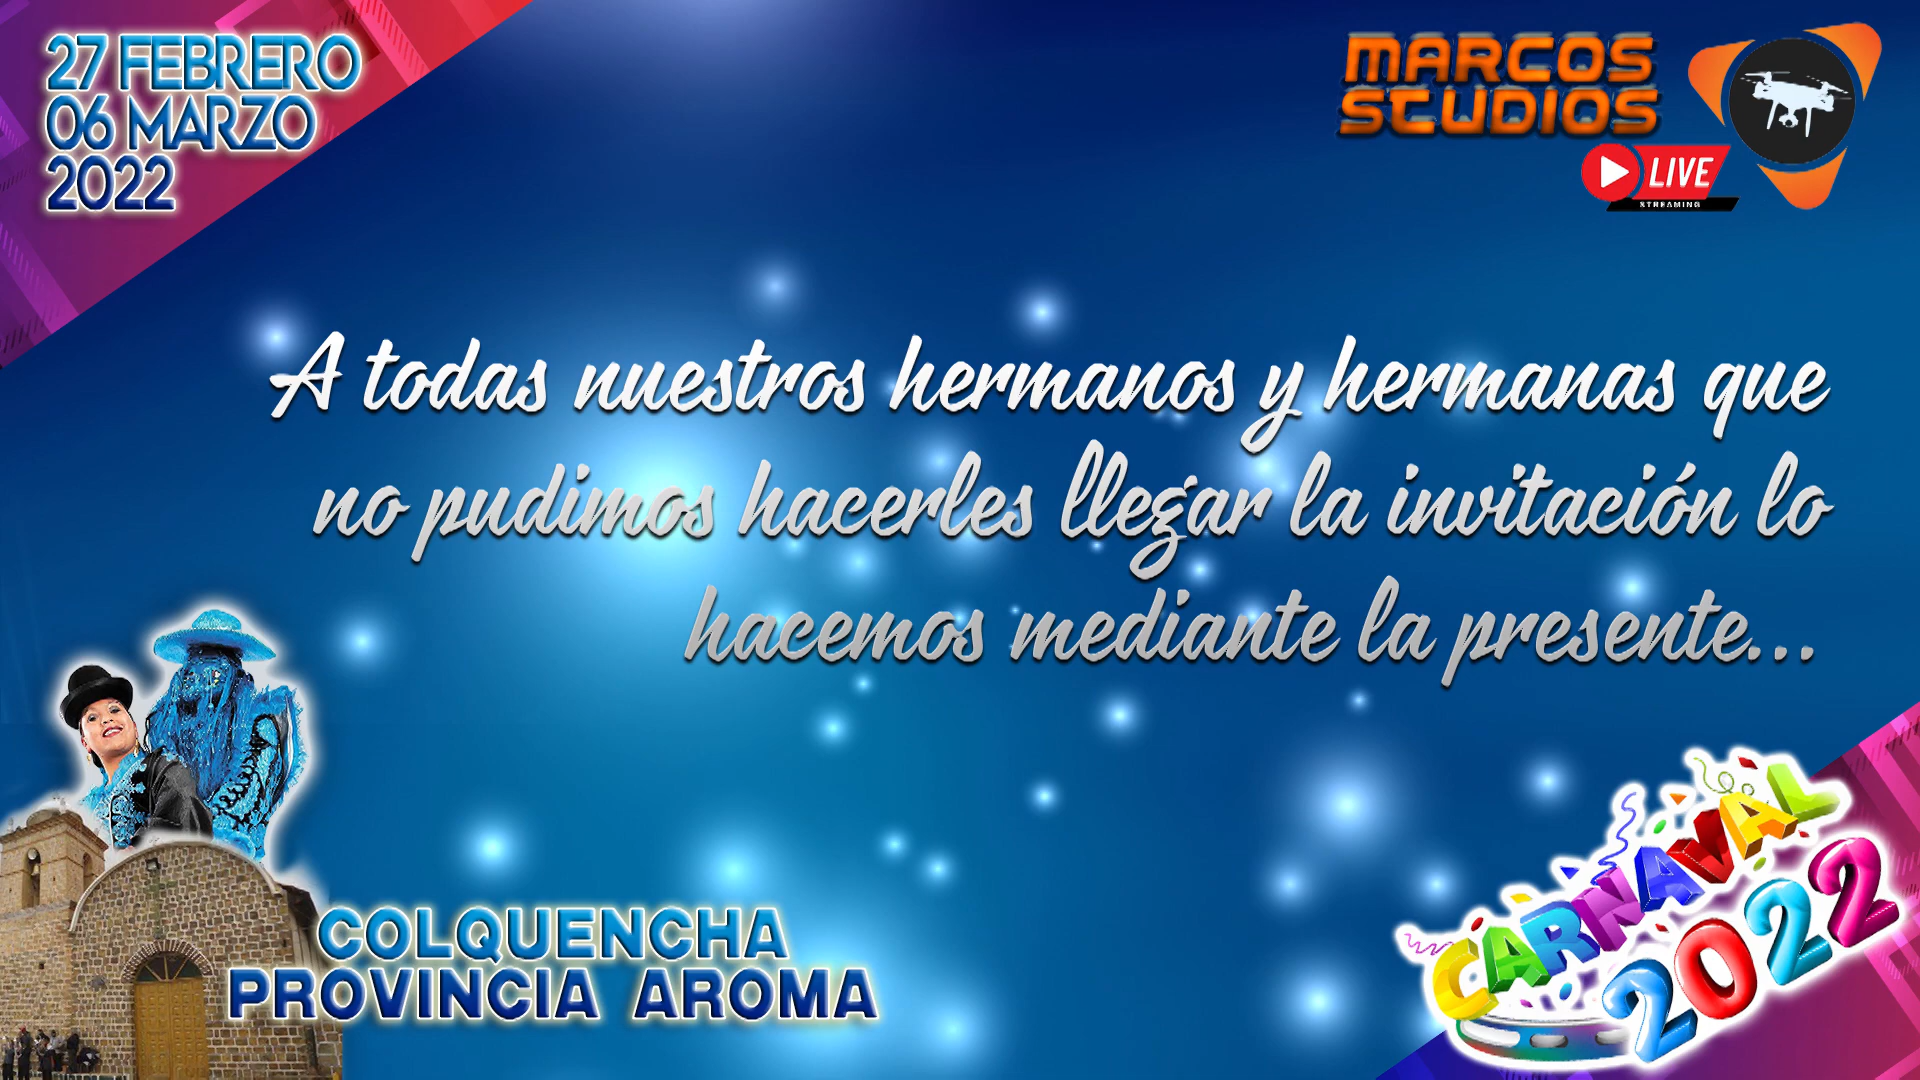 27 FEBRERO
06 MARZO
2022
MARCOS
STUDIOS
LIVE
STREAMING
A todas nuestros hermanos y hermanas que
no pudimos hacerles llegar la invitación lo
hacemos mediante la presente...
COLQUENCHA
PROVINCIA AROMA
CARNAVAL
2022